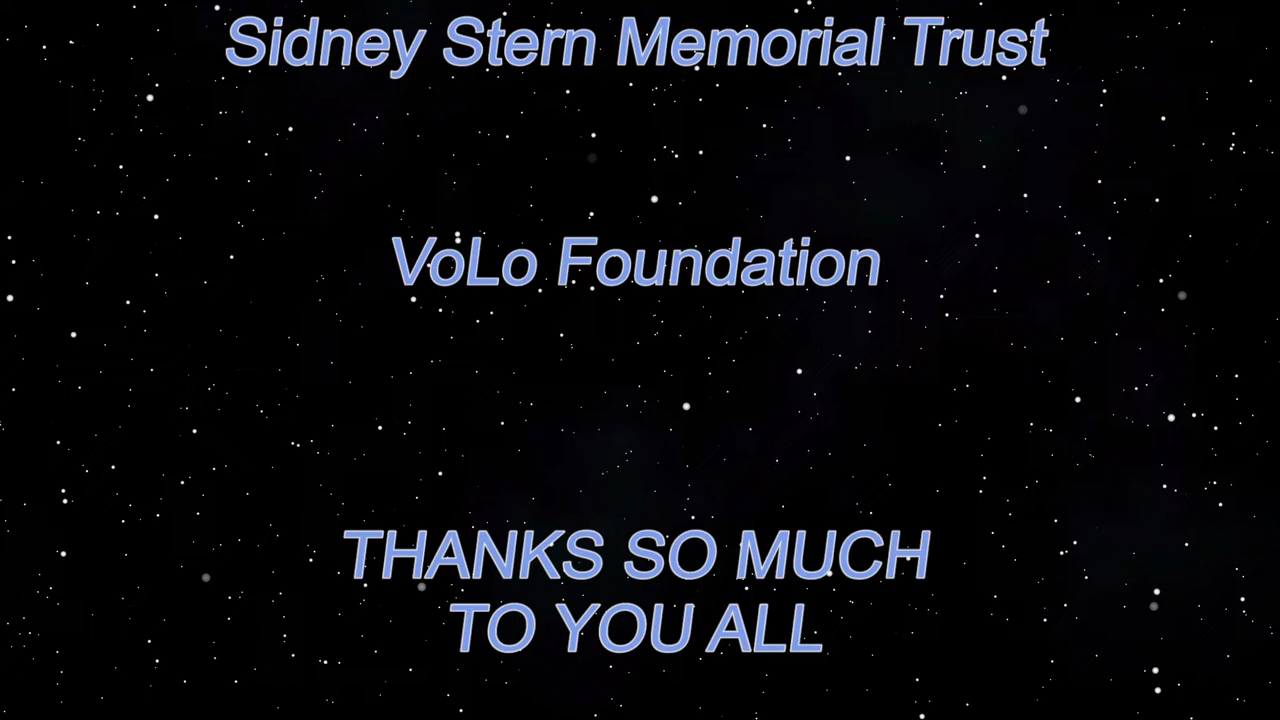 Sidney Stern Memorial Trust
VoLo Foundation
THANKS SO MUCH
TO YOU ALL